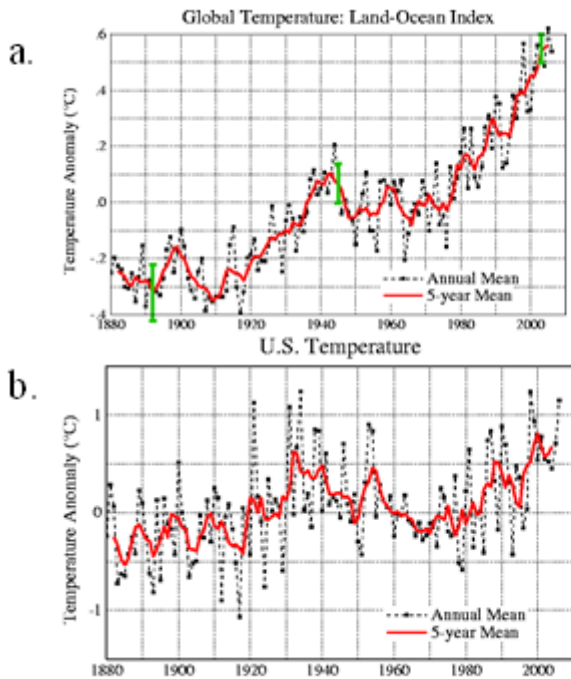 Global Temperature: Land-Ocean Index
a.
.6
.4
.2
.0
-.2
-.4
Temperature Anomaly (°C)
Annual Mean
5-year Mean
1880 1900 1920 1940 1960 1980 2000
U.S. Temperature
b.
1
0
-1
Temperature Anomaly (°C)
Annual Mean
5-year Mean
1880 1900 1920 1940 1960 1980 2000